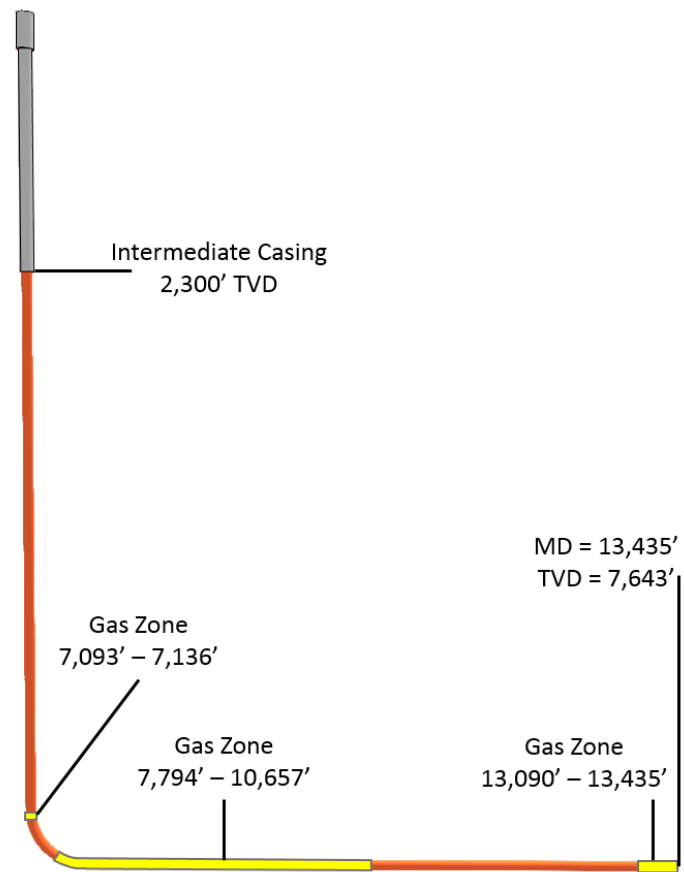 Intermediate Casing
2,300’ TVD
MD = 13,435’
TVD = 7,643’
Gas Zone
7,093’ – 7,136’
Gas Zone
7,794’ – 10,657’
Gas Zone
13,090’ – 13,435’